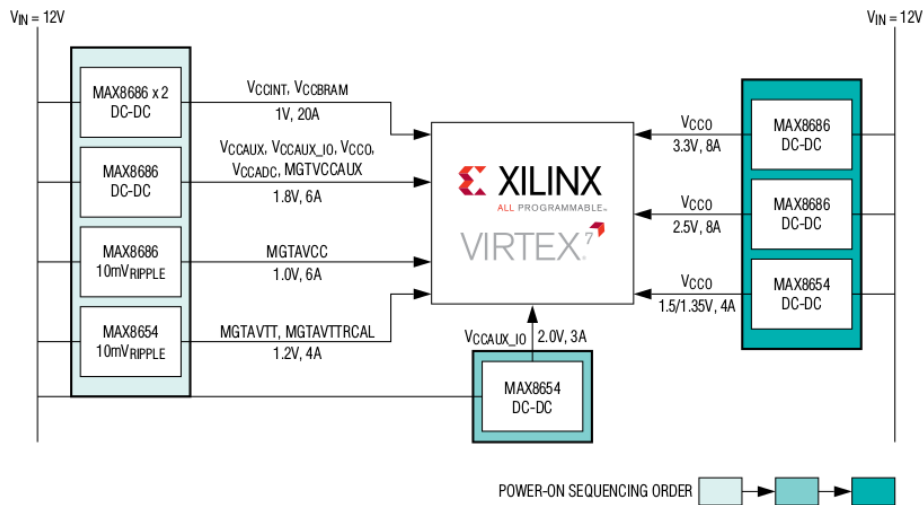 VIN = 12V
VIN = 12V
MAX8686 x 2
DC-DC
VCCINT, VCCBRAM
1V, 20A
MAX8686
DC-DC
VCCAUX, VCCAUX_IO, VCCO,
VCCADC, MGTVCCAUX
1.8V, 6A
MAX8686
10mVRIPPLE
MGTAVCC
1.0V, 6A
MAX8654
10mVRIPPLE
MGTAVTT, MGTAVTTRCAL
1.2V, 4A
XILINX
ALL PROGRAMMABLE™
VIRTEX® 7
VCCO
3.3V, 8A
MAX8686
DC-DC
VCCO
2.5V, 8A
MAX8686
DC-DC
VCCO
1.5/1.35V, 4A
MAX8654
DC-DC
VCCAUX_IO 2.0V, 3A
MAX8654
DC-DC
POWER-ON SEQUENCING ORDER